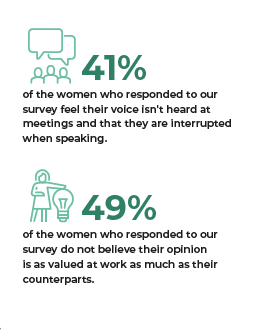 41%
of the women who responded to our
survey feel their voice isn't heard at
meetings and that they are interrupted
when speaking.
49%
of the women who responded to our
survey do not believe their opinion
is as valued at work as much as their
counterparts.